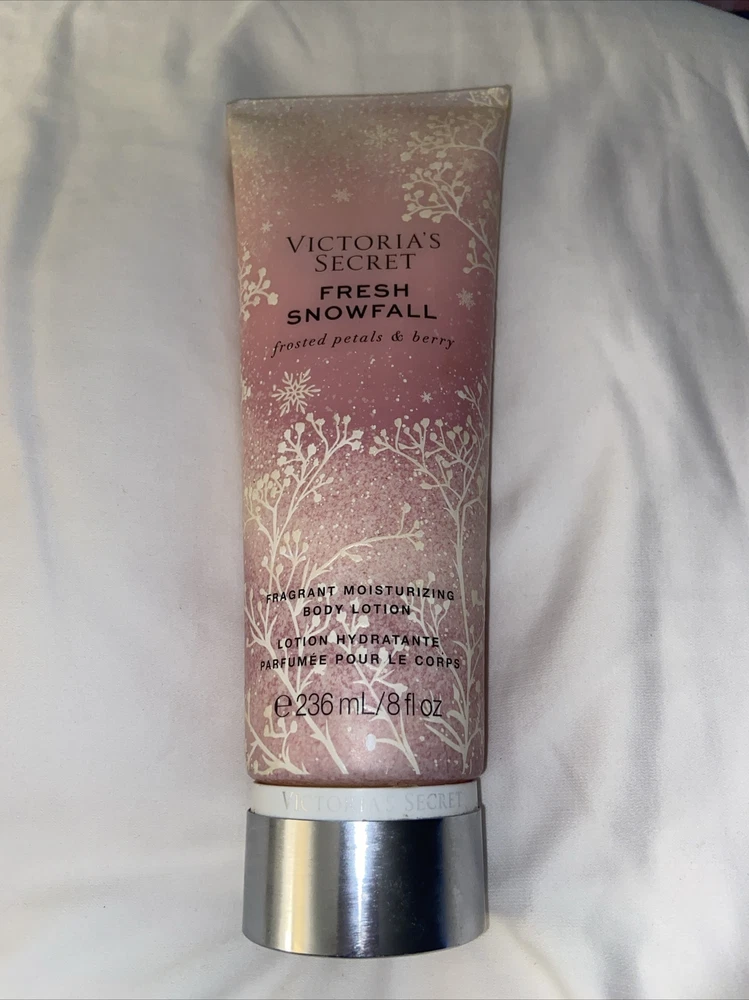 VICTORIA'S
SECRET
FRESH
SNOWFALL
frosted petals & berry
FRAGRANT MOISTURIZING
BODY LOTION
LOTION HYDRATANTE
PARFUMÉE POUR LE CORPS
℮ 236 mL/8 fl oz
VICTORIA'S SECRET